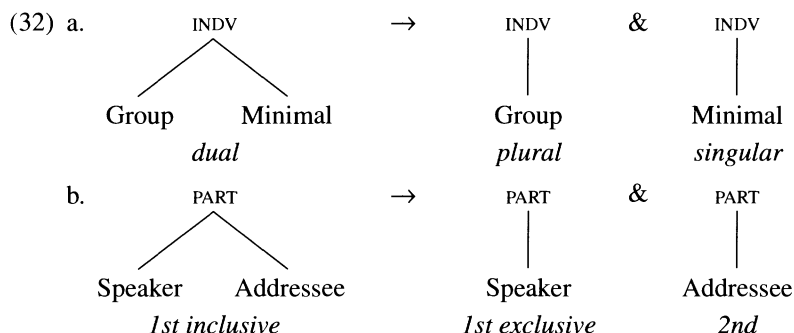 (32) a. INDV → INDV & INDV
Group Minimal Group Minimal
dual plural singular
b. PART → PART & PART
Speaker Addressee Speaker Addressee
1st inclusive 1st exclusive 2nd